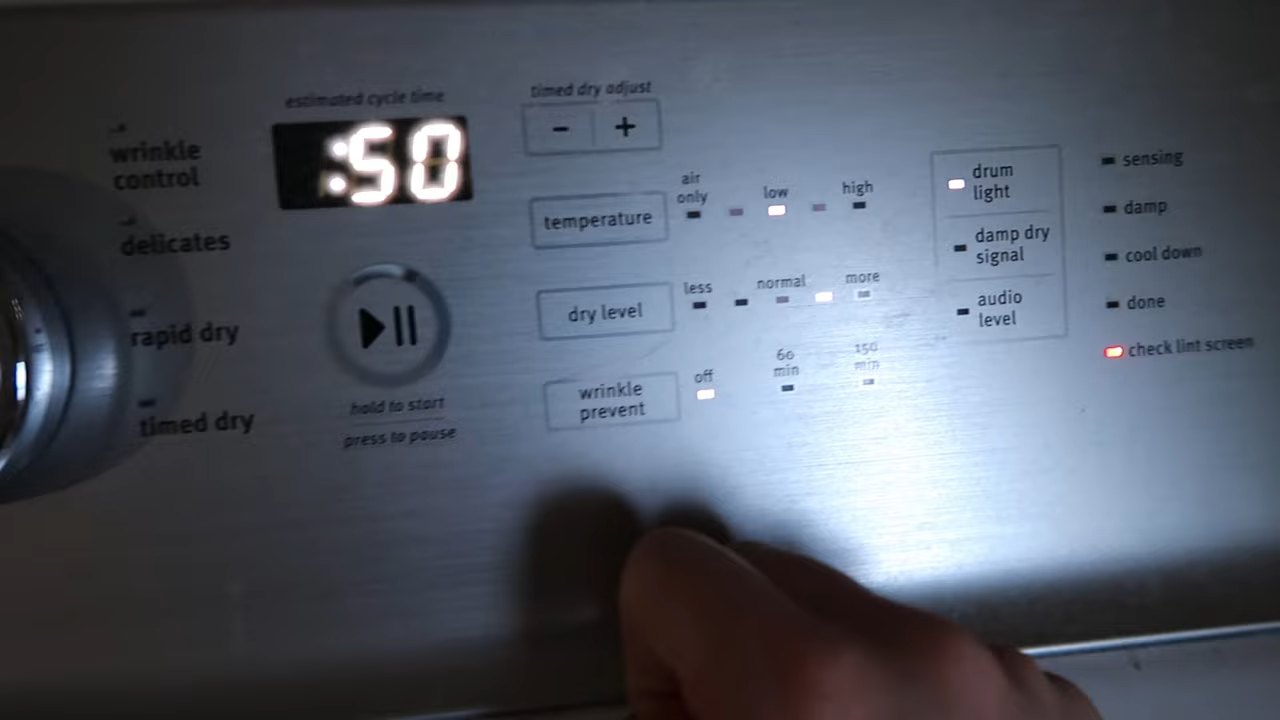 estimated cycle time
:50
wrinkle
control
delicates
rapid dry
timed dry
hold to start
press to pause
timed dry adjust
- +
temperature
air
only
low
high
dry level
less
normal
more
wrinkle
prevent
off
60
min
150
min
drum
light
damp dry
signal
audio
level
sensing
damp
cool down
done
check lint screen